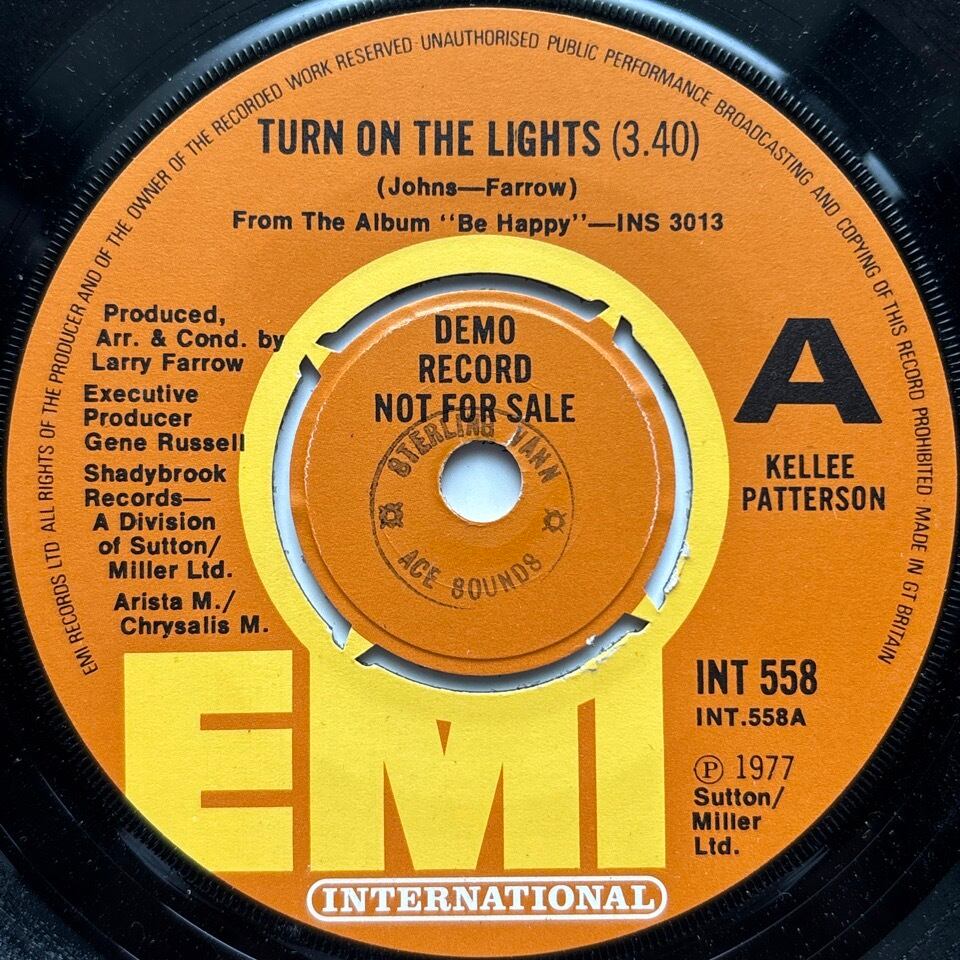 EMI RECORDS LTD ALL RIGHTS OF THE PRODUCER AND OF THE OWNER OF THE RECORDED WORK RESERVED·UNAUTHORISED PUBLIC PERFORMANCE BROADCASTING AND COPYING OF THIS RECORD PROHIBITED MADE IN GT BRITAIN
TURN ON THE LIGHTS (3.40)
(Johns—Farrow)
From The Album "Be Happy"—INS 3013
Produced,
Arr. & Cond. by
Larry Farrow
Executive
Producer
Gene Russell
Shadybrook
Records—
A Division
of Sutton/
Miller Ltd.
Arista M./
Chrysalis M.
DEMO
RECORD
NOT FOR SALE
STERLING MANN
ACE SOUNDS
A
KELLEE
PATTERSON
INT 558
INT.558A
Ⓟ 1977
Sutton/
Miller
Ltd.
EMI
INTERNATIONAL